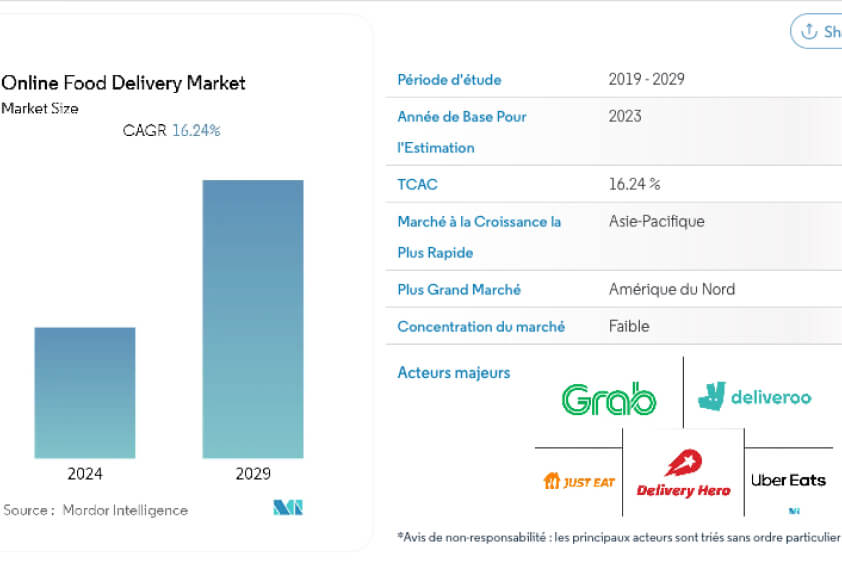 Sha
Online Food Delivery Market
Market Size
CAGR 16.24%
2024
2029
Source : Mordor Intelligence
Période d'étude 2019 - 2029
Année de Base Pour 2023
l'Estimation
TCAC 16.24 %
Marché à la Croissance la Asie-Pacifique
Plus Rapide
Plus Grand Marché Amérique du Nord
Concentration du marché Faible
Acteurs majeurs
Grab
deliveroo
JUST EAT
Delivery Hero
Uber Eats
*Avis de non-responsabilité : les principaux acteurs sont triés sans ordre particulier